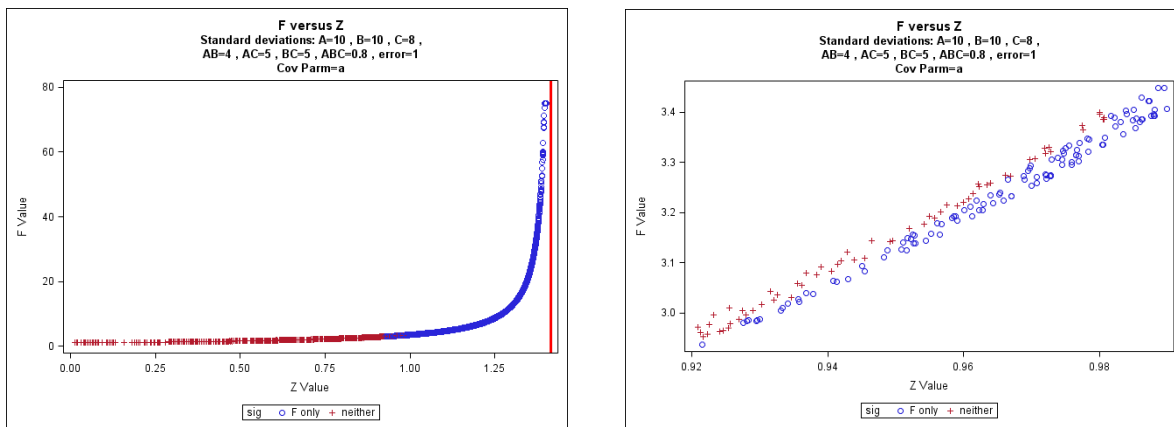 F versus Z
Standard deviations: A=10 , B=10 , C=8 ,
AB=4 , AC=5 , BC=5 , ABC=0.8 , error=1
Cov Parm=a
80
60
40
20
0
F Value
0.00 0.25 0.50 0.75 1.00 1.25
Z Value
sig F only neither
F versus Z
Standard deviations: A=10 , B=10 , C=8 ,
AB=4 , AC=5 , BC=5 , ABC=0.8 , error=1
Cov Parm=a
3.4
3.3
3.2
3.1
3.0
F Value
0.92 0.94 0.96 0.98
Z Value
sig F only neither